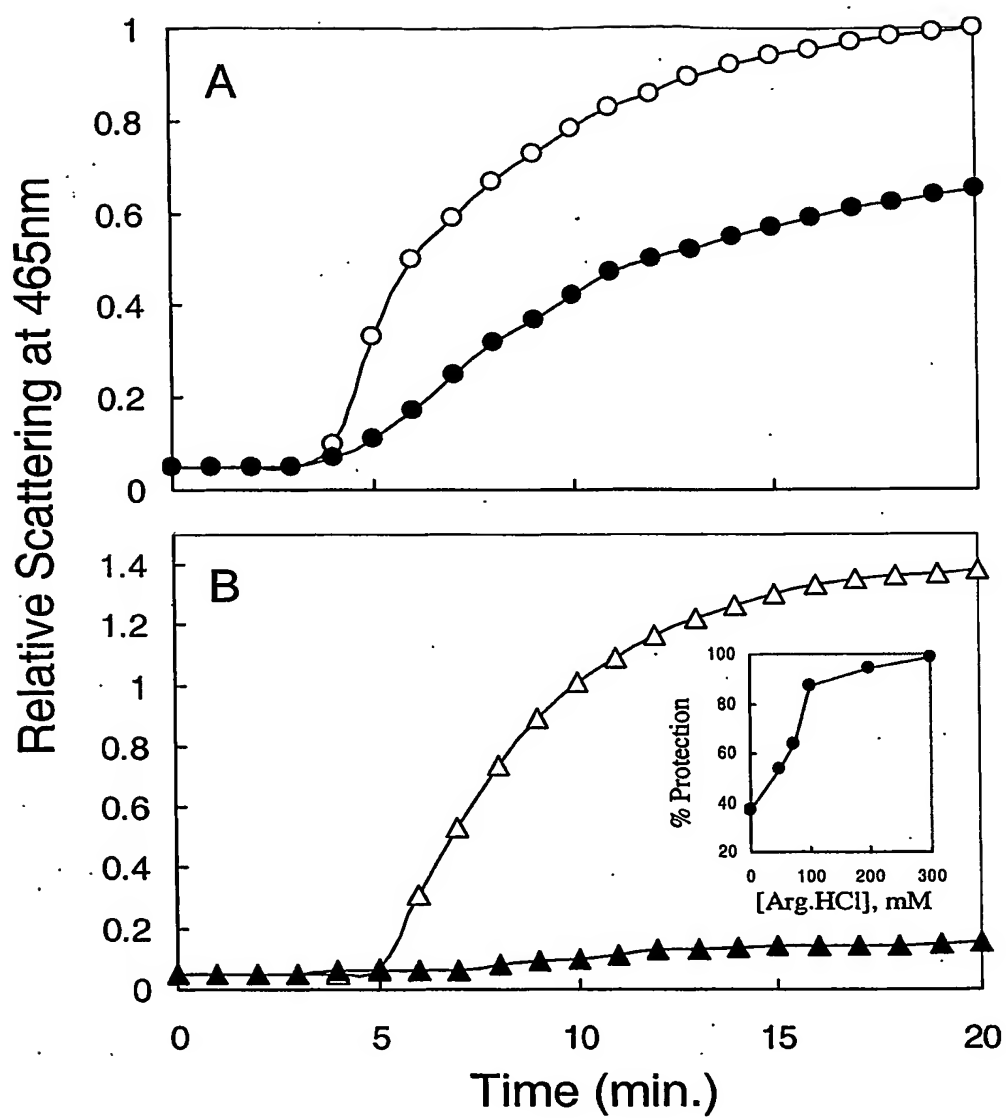 Relative Scattering at 465nm
A
1
0.8
0.6
0.4
0.2
0
B
1.4
1.2
1
0.8
0.6
0.4
0.2
0
% Protection
100
80
60
40
20
0 100 200 300
[Arg.HCl], mM
0 5 10 15 20
Time (min.)